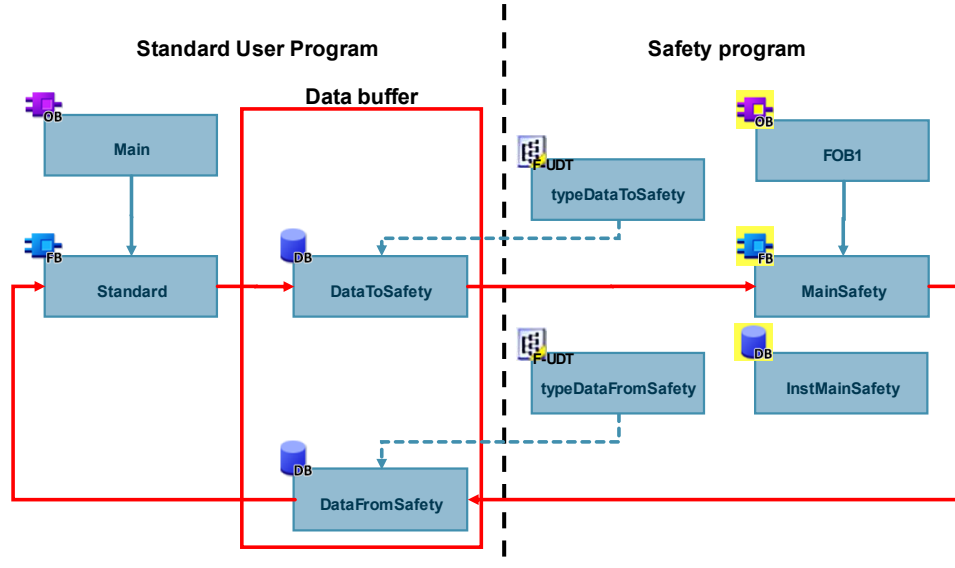 Standard User Program
Safety program
Data buffer
OB
Main
OB
FOB1
F-UDT
typeDataToSafety
FB
Standard
DB
DataToSafety
FB
MainSafety
F-UDT
typeDataFromSafety
DB
InstMainSafety
DB
DataFromSafety